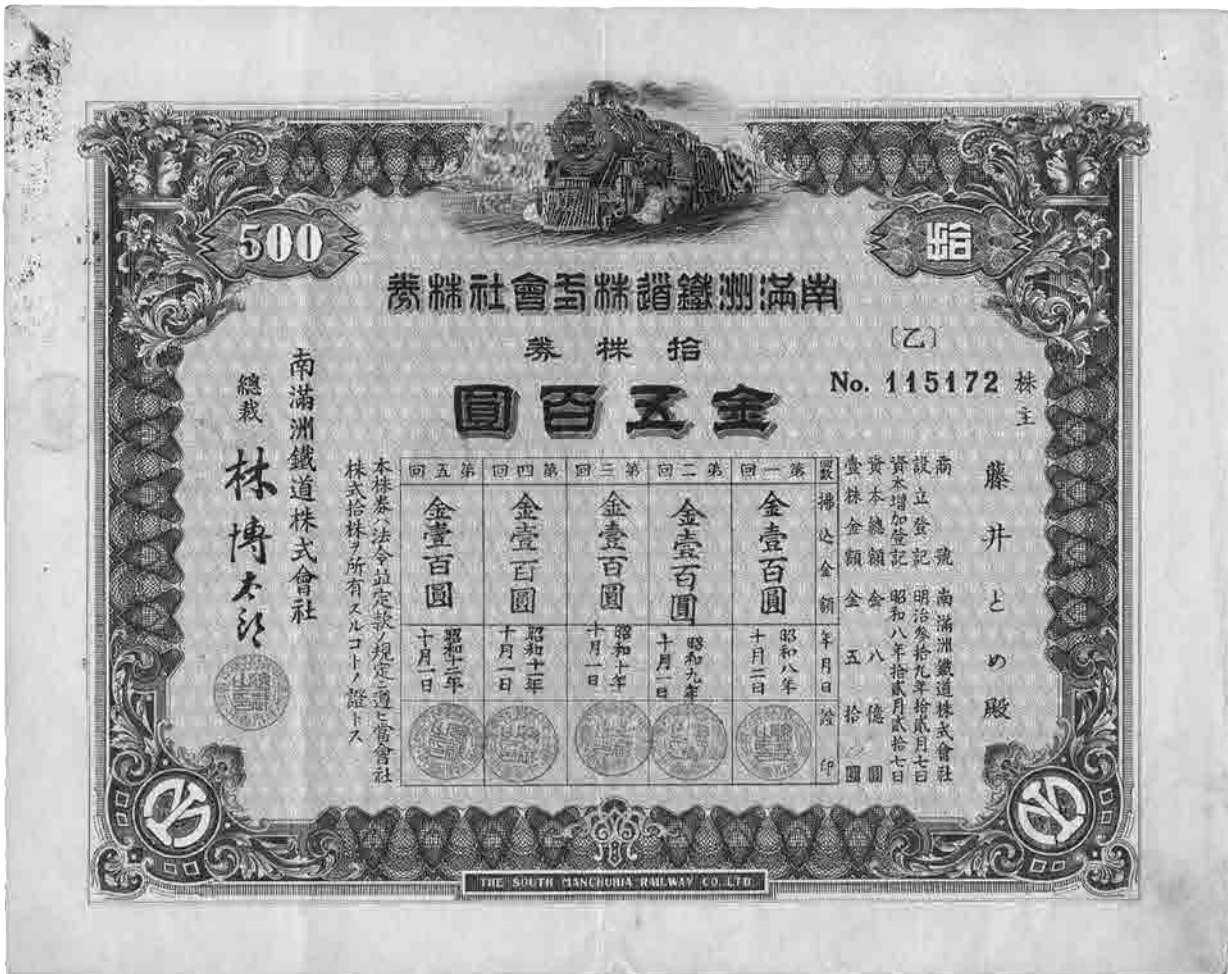 500
拾
南滿洲鐵道株式會社株券
拾株券
金五百圓
〔乙〕
No. 115172
株主
藤井とめ殿
商號 南滿洲鐵道株式會社
設立登記 明治參拾九年拾貳月七日
資本增加登記 昭和八年拾貳月貳拾七日
資本總額 金八億圓
壹株金額 金五拾圓
回數 拂込金額 年月日 證印
第一回 金壹百圓 昭和八年十月二日
第二回 金壹百圓 昭和九年十月一日
第三回 金壹百圓 昭和十年十月一日
第四回 金壹百圓 昭和十一年十月一日
第五回 金壹百圓 昭和十二年十月一日
本株券ハ法令竝定款ノ規定ニ遵ヒ當會社
株式拾株ヲ所有スルコトノ證トス
南滿洲鐵道株式會社
總裁 林博太郎
THE SOUTH MANCHURIA RAILWAY CO. LTD.